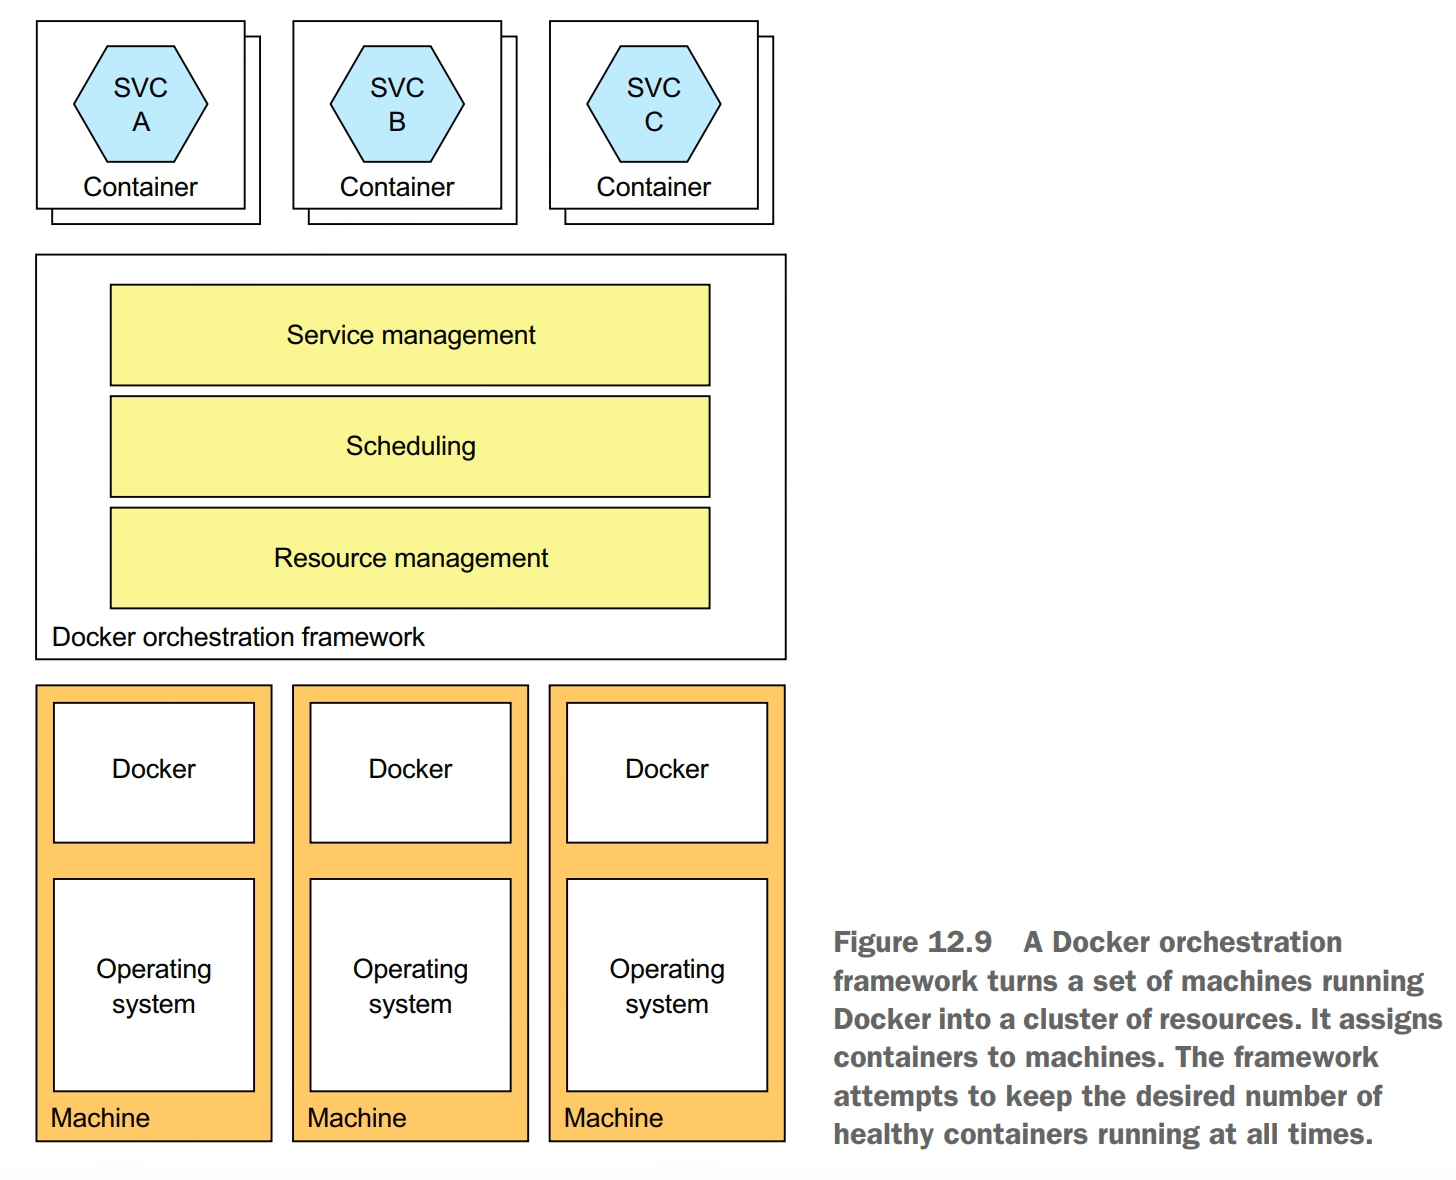 SVC
A
Container
SVC
B
Container
SVC
C
Container
Service management
Scheduling
Resource management
Docker orchestration framework
Docker
Docker
Docker
Operating
system
Operating
system
Operating
system
Machine
Machine
Machine
Figure 12.9 A Docker orchestration
framework turns a set of machines running
Docker into a cluster of resources. It assigns
containers to machines. The framework
attempts to keep the desired number of
healthy containers running at all times.